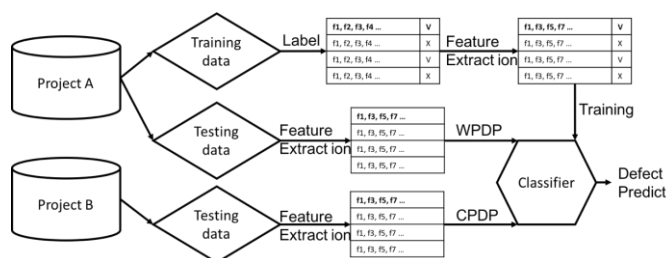 Project A
Training
data
Label
f1, f2, f3, f4 ... V
f1, f2, f3, f4 ... X
f1, f2, f3, f4 ... V
f1, f2, f3, f4 ... X
Feature
Extract ion
f1, f3, f5, f7 ... V
f1, f3, f5, f7 ... X
f1, f3, f5, f7 ... V
f1, f3, f5, f7 ... X
Training
Testing
data
Feature
Extract ion
f1, f3, f5, f7 ...
f1, f3, f5, f7 ...
f1, f3, f5, f7 ...
f1, f3, f5, f7 ...
WPDP
Classifier
Defect
Predict
Project B
Testing
data
Feature
Extract ion
f1, f3, f5, f7 ...
f1, f3, f5, f7 ...
f1, f3, f5, f7 ...
f1, f3, f5, f7 ...
CPDP